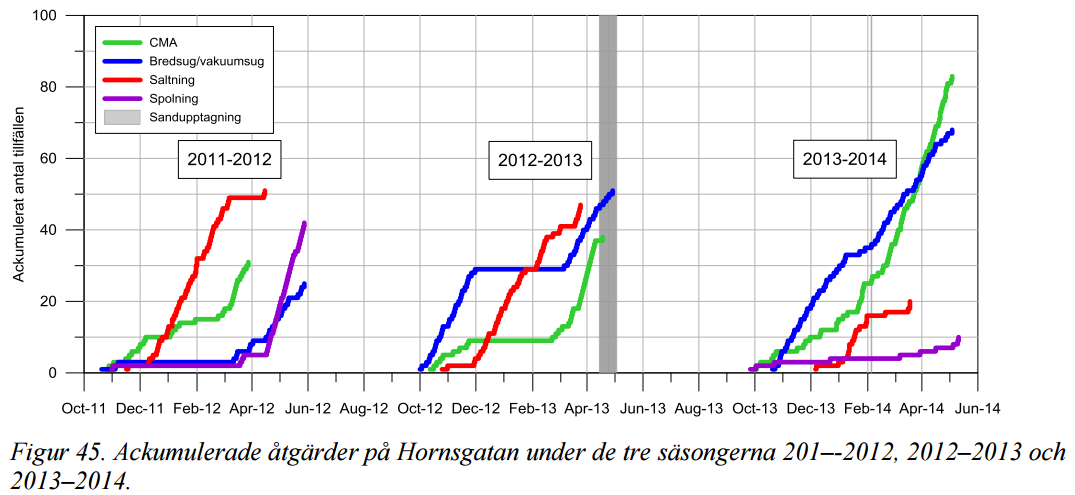 100
80
60
40
20
0
Ackumulerat antal tillfällen
CMA
Bredsug/vakuumsug
Saltning
Spolning
Sandupptagning
2011-2012
2012-2013
2013-2014
Oct-11 Dec-11 Feb-12 Apr-12 Jun-12 Aug-12 Oct-12 Dec-12 Feb-13 Apr-13 Jun-13 Aug-13 Oct-13 Dec-13 Feb-14 Apr-14 Jun-14
Figur 45. Ackumulerade åtgärder på Hornsgatan under de tre säsongerna 201–-2012, 2012–2013 och
2013–2014.